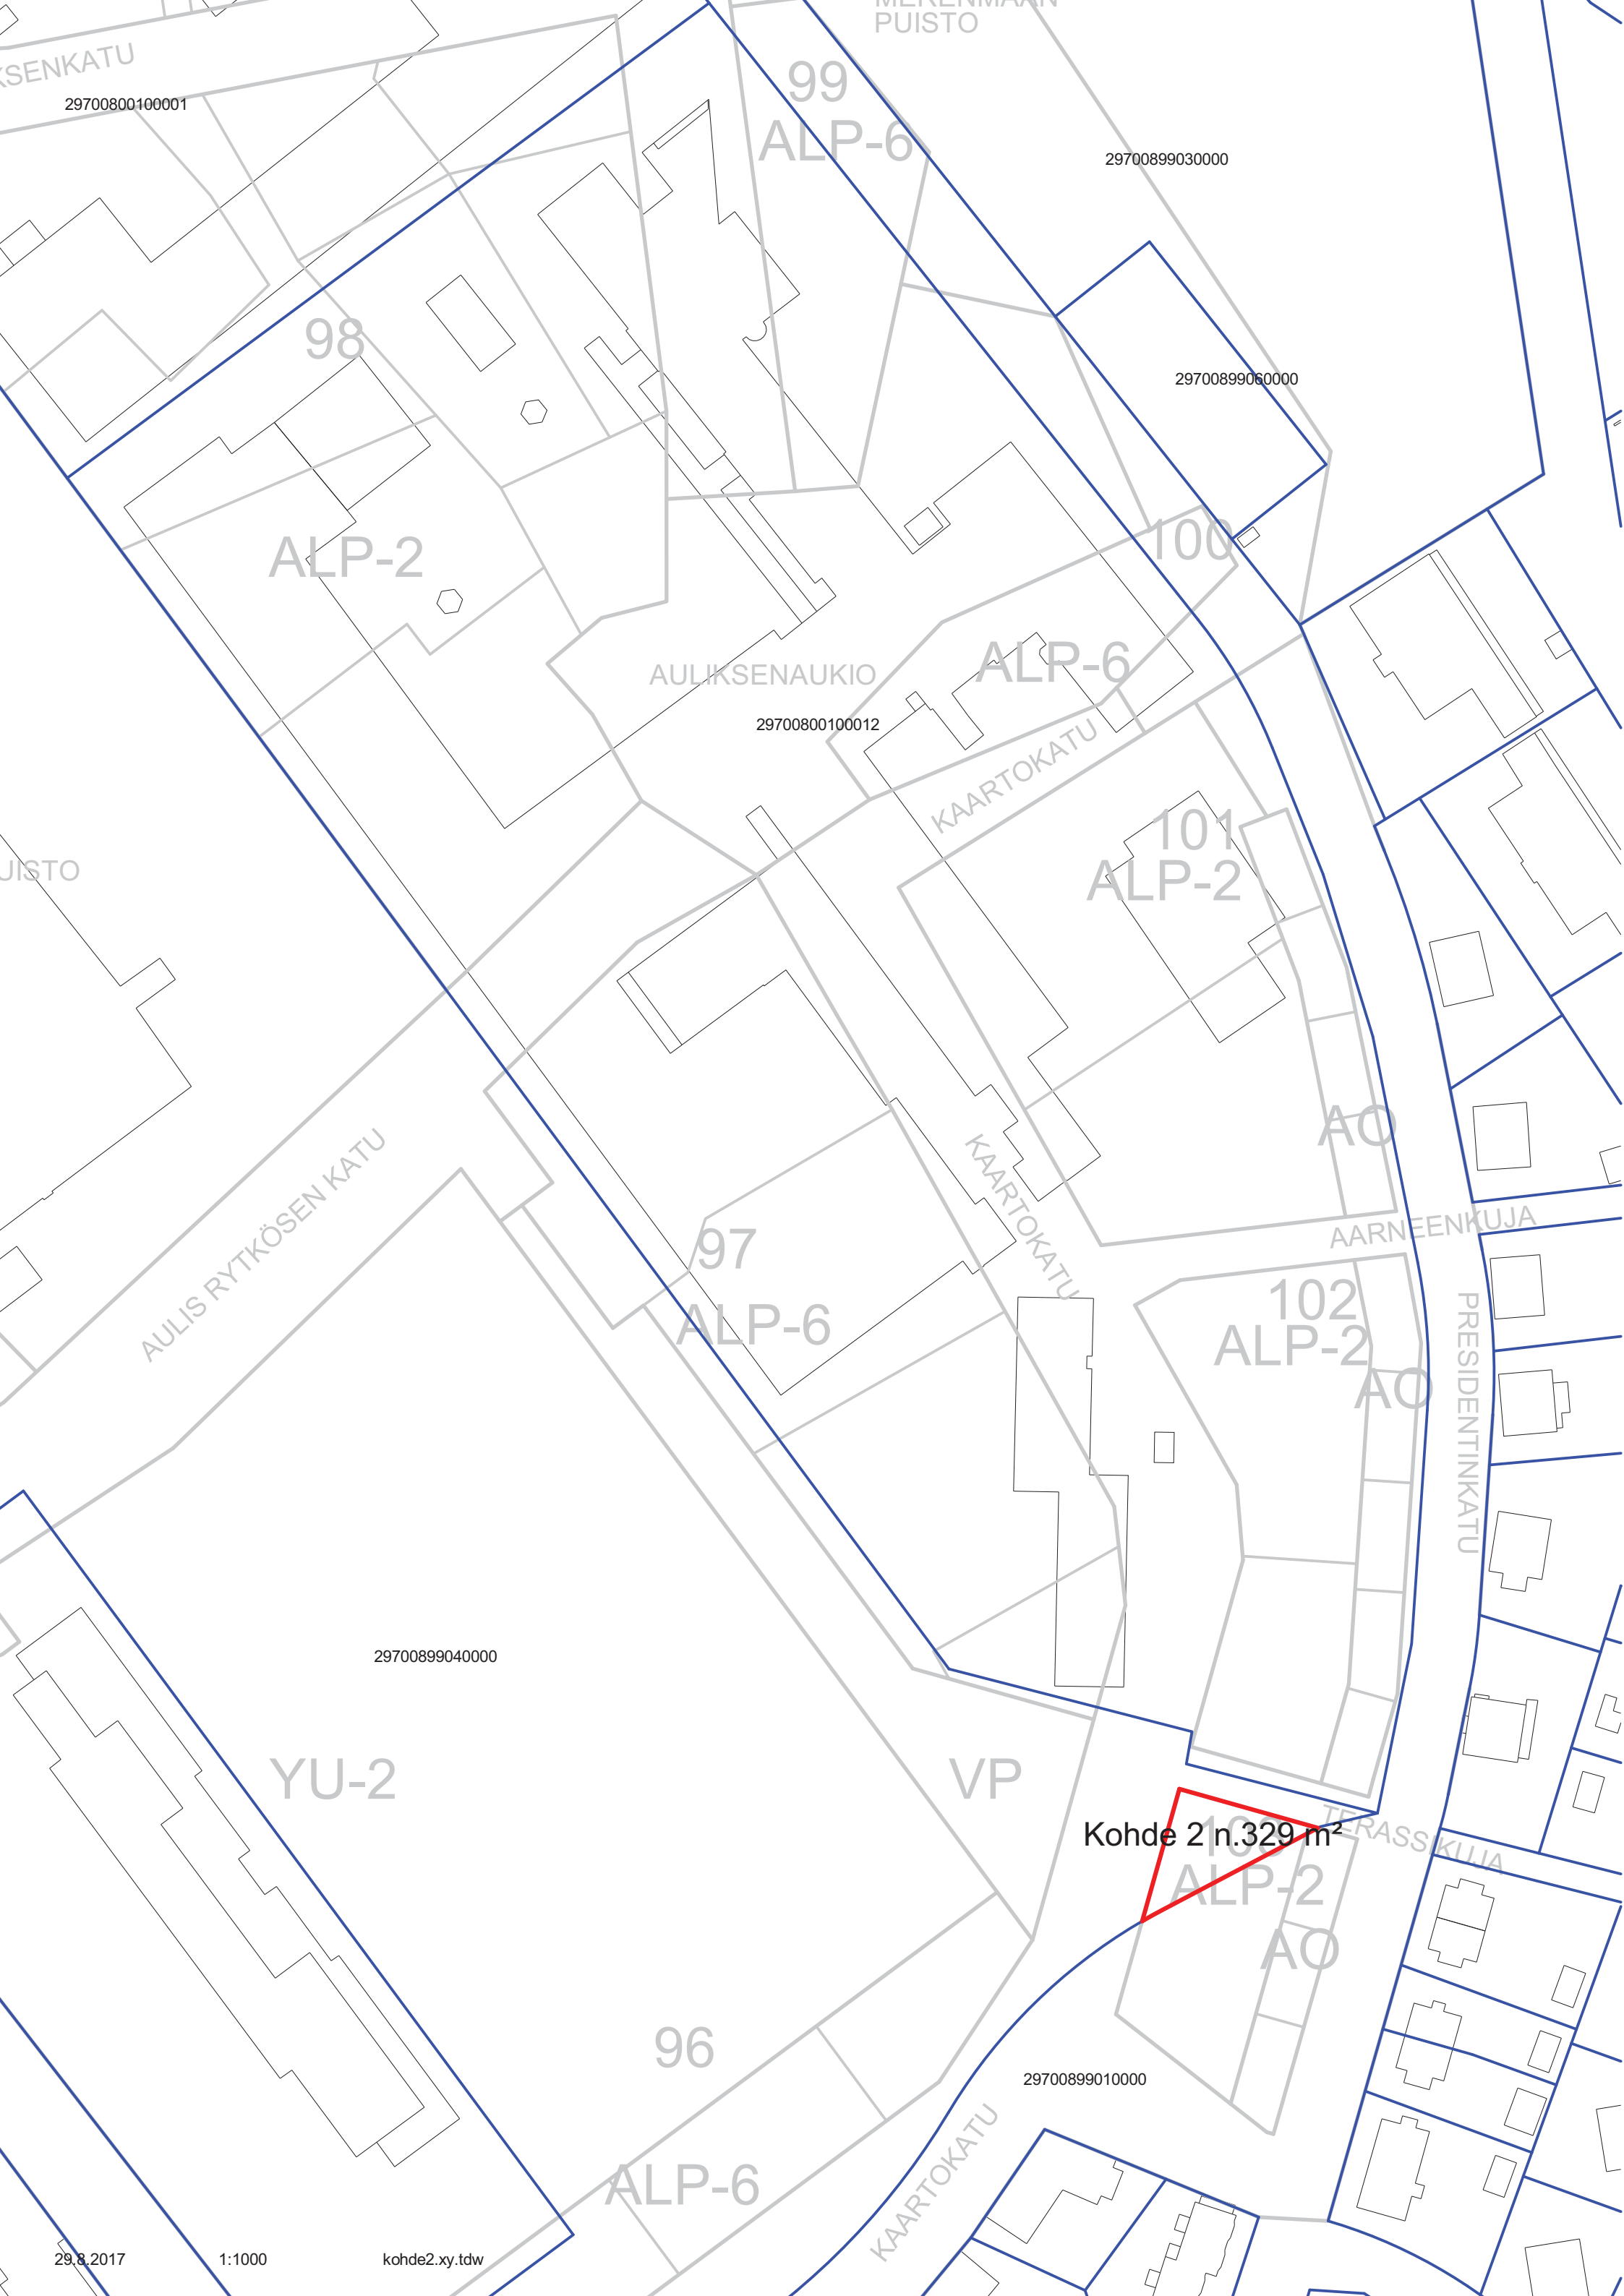 MERENMAAN
PUISTO
KSENKATU
29700800100001
99
ALP-6
29700899030000
98
29700899060000
ALP-2
100
ALP-6
AULIKSENAUKIO
29700800100012
KAARTOKATU
101
ALP-2
UISTO
AO
KAARTOKATU
AULIS RYTKÖSEN KATU
AARNEENKUJA
97
ALP-6
102
ALP-2
AO
PRESIDENTINKATU
29700899040000
YU-2
VP
Kohde 2 n.329 m²
TERASSIKUJA
ALP-2
AO
96
29700899010000
ALP-6
KAARTOKATU
29.8.2017
1:1000
kohde2.xy.tdw